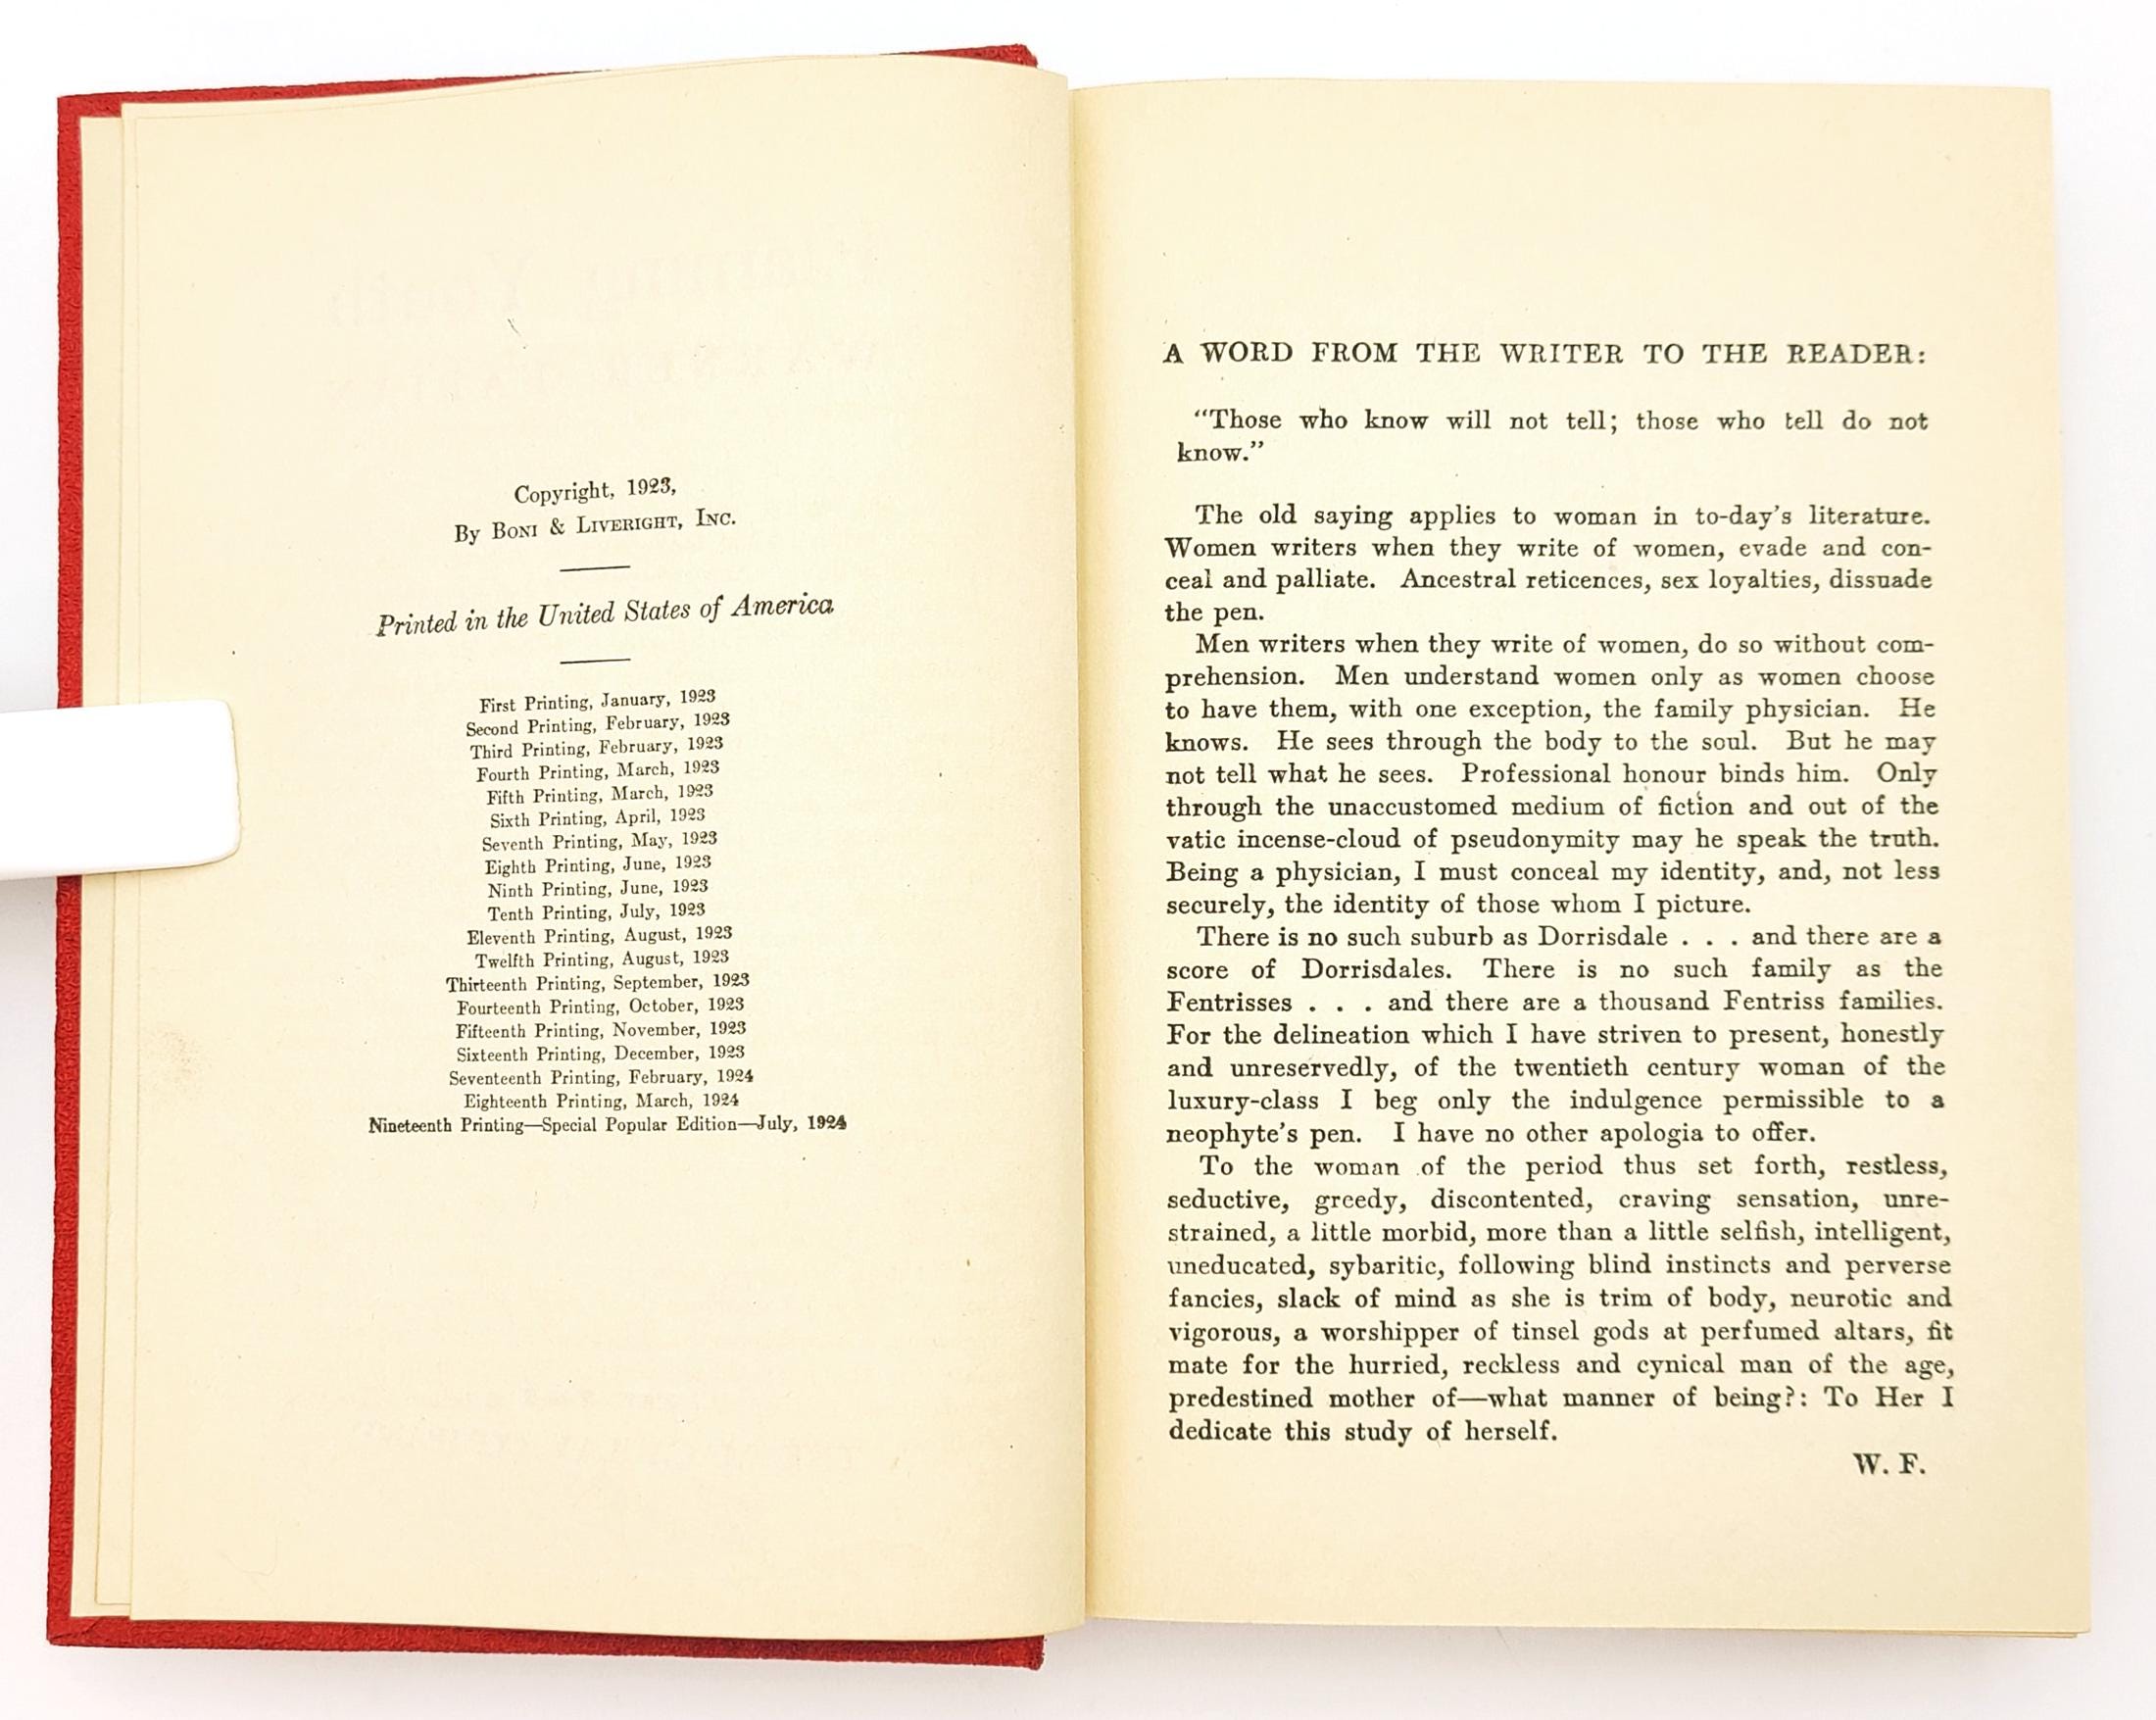 Copyright, 1923,
By BONI & LIVERIGHT, INC.
Printed in the United States of America
First Printing, January, 1923
Second Printing, February, 1923
Third Printing, February, 1923
Fourth Printing, March, 1923
Fifth Printing, March, 1923
Sixth Printing, April, 1923
Seventh Printing, May, 1923
Eighth Printing, June, 1923
Ninth Printing, June, 1923
Tenth Printing, July, 1923
Eleventh Printing, August, 1923
Twelfth Printing, August, 1923
Thirteenth Printing, September, 1923
Fourteenth Printing, October, 1923
Fifteenth Printing, November, 1923
Sixteenth Printing, December, 1923
Seventeenth Printing, February, 1924
Eighteenth Printing, March, 1924
Nineteenth Printing—Special Popular Edition—July, 1924
A WORD FROM THE WRITER TO THE READER:
“Those who know will not tell; those who tell do not
know.”
The old saying applies to woman in to-day’s literature.
Women writers when they write of women, evade and con-
ceal and palliate. Ancestral reticences, sex loyalties, dissuade
the pen.
Men writers when they write of women, do so without com-
prehension. Men understand women only as women choose
to have them, with one exception, the family physician. He
knows. He sees through the body to the soul. But he may
not tell what he sees. Professional honour binds him. Only
through the unaccustomed medium of fiction and out of the
vatic incense-cloud of pseudonymity may he speak the truth.
Being a physician, I must conceal my identity, and, not less
securely, the identity of those whom I picture.
There is no such suburb as Dorrisdale . . . and there are a
score of Dorrisdales. There is no such family as the
Fentrisses . . . and there are a thousand Fentriss families.
For the delineation which I have striven to present, honestly
and unreservedly, of the twentieth century woman of the
luxury-class I beg only the indulgence permissible to a
neophyte’s pen. I have no other apologia to offer.
To the woman of the period thus set forth, restless,
seductive, greedy, discontented, craving sensation, unre-
strained, a little morbid, more than a little selfish, intelligent,
uneducated, sybaritic, following blind instincts and perverse
fancies, slack of mind as she is trim of body, neurotic and
vigorous, a worshipper of tinsel gods at perfumed altars, fit
mate for the hurried, reckless and cynical man of the age,
predestined mother of—what manner of being?: To Her I
dedicate this study of herself.
W. F.